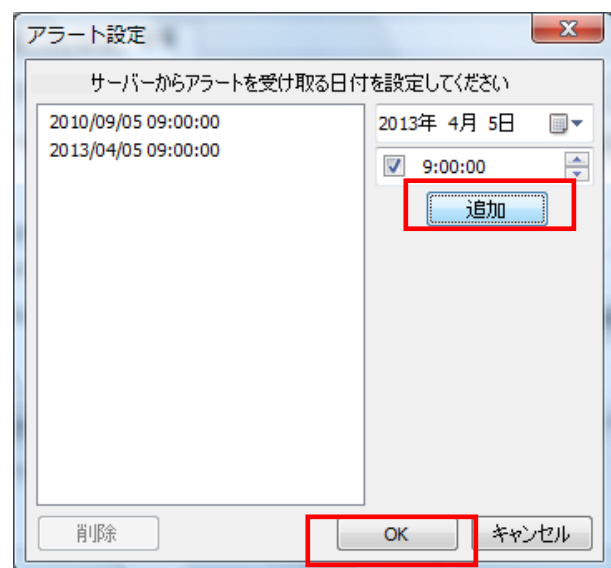 アラート設定
サーバーからアラートを受け取る日付を設定してください
2010/09/05 09:00:00
2013/04/05 09:00:00
2013年 4月 5日
9:00:00
追加
削除
OK
キャンセル